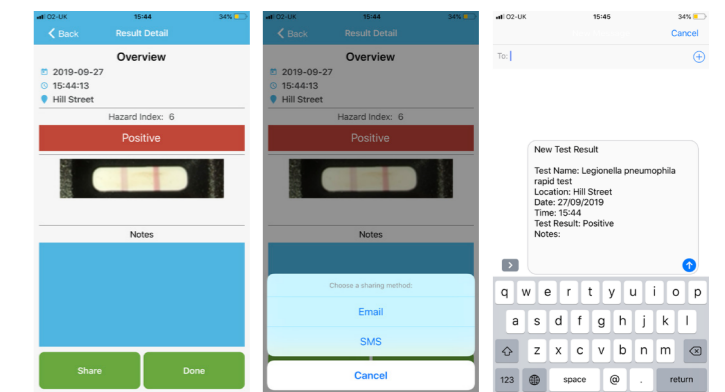 O2-UK 15:44 34%
Back Result Detail
Overview
2019-09-27
15:44:13
Hill Street
Hazard Index: 6
Positive
Notes
Share Done
O2-UK 15:44 34%
Back Result Detail
Overview
2019-09-27
15:44:13
Hill Street
Hazard Index: 6
Positive
Notes
Choose a sharing method:
Email
SMS
Cancel
O2-UK 15:45 34%
Cancel
To:
New Test Result
Test Name: Legionella pneumophila
rapid test
Location: Hill Street
Date: 27/09/2019
Time: 15:44
Test Result: Positive
Notes:
q w e r t y u i o p
a s d f g h j k l
z x c v b n m
123 space @ . return